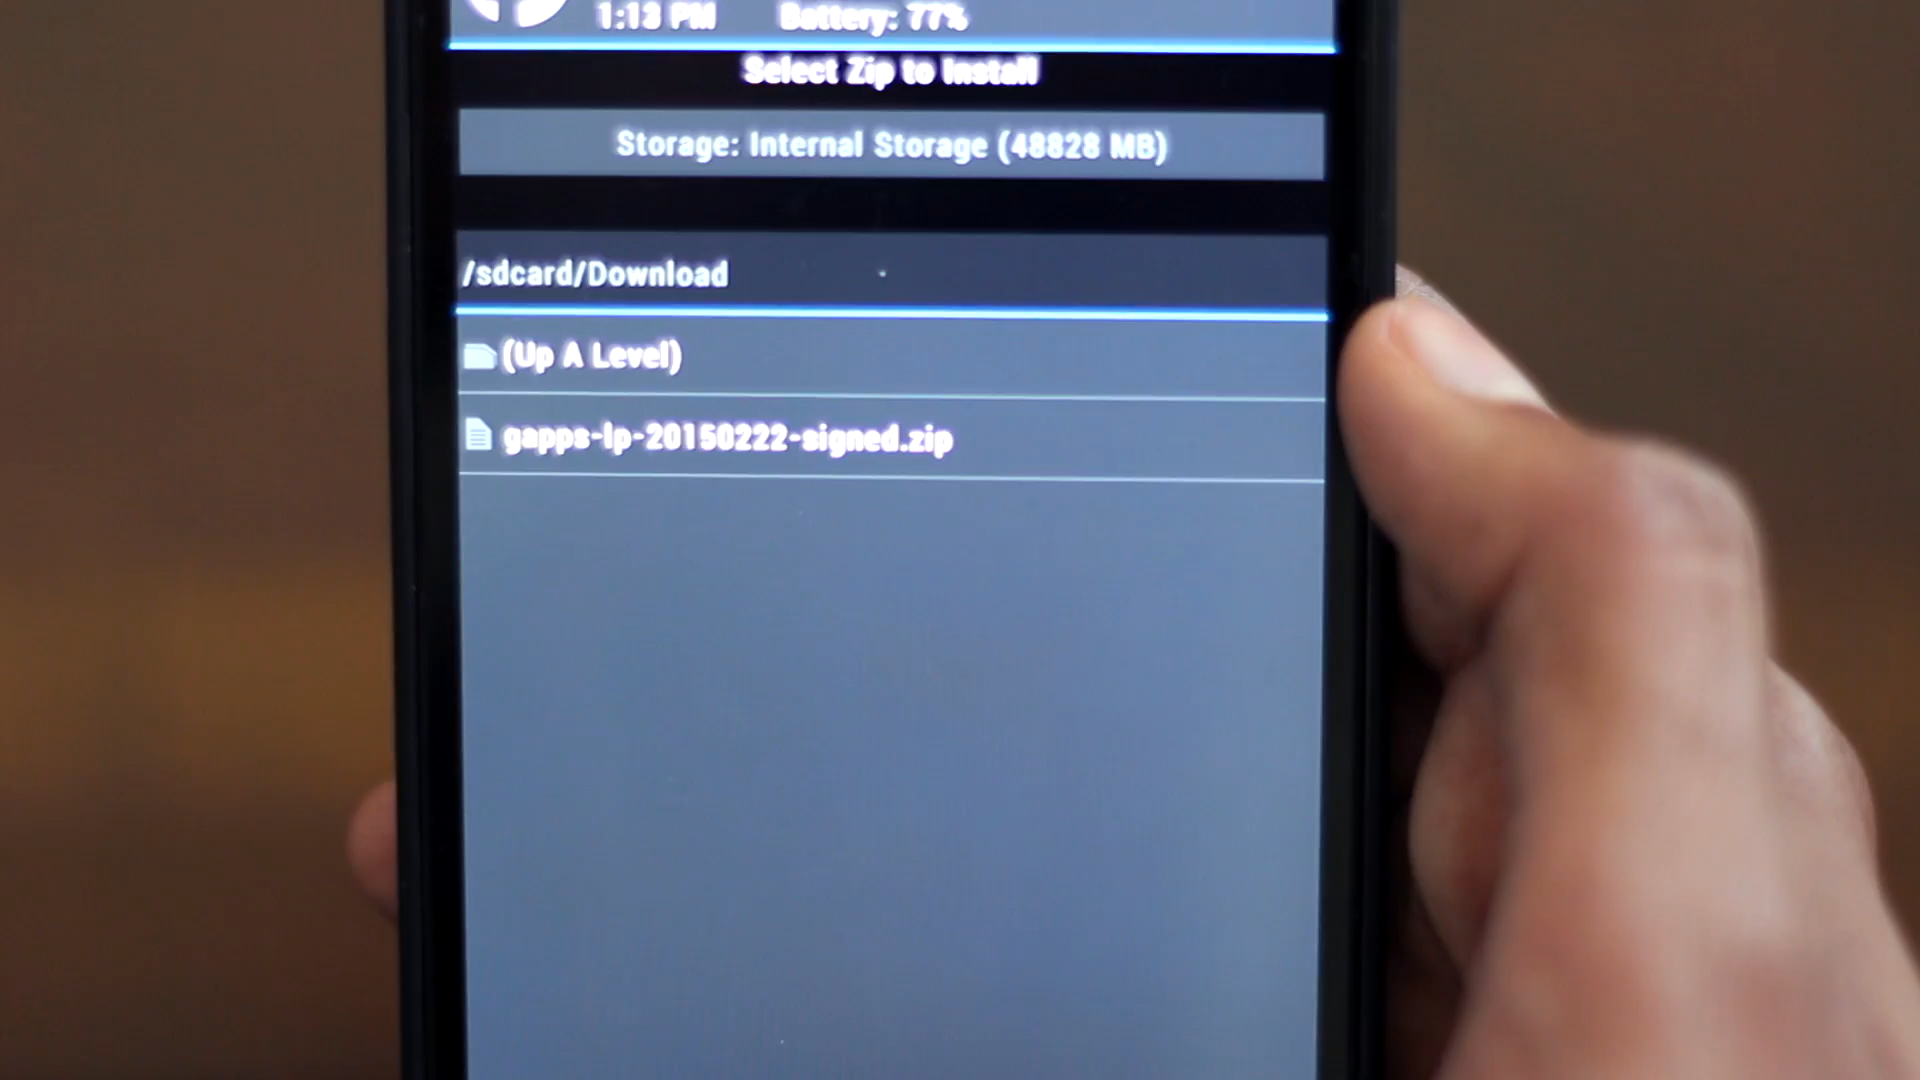 1:13 PM Battery: 77%
Select Zip to Install
Storage: Internal Storage (48828 MB)
/sdcard/Download
(Up A Level)
gapps-lp-20150222-signed.zip